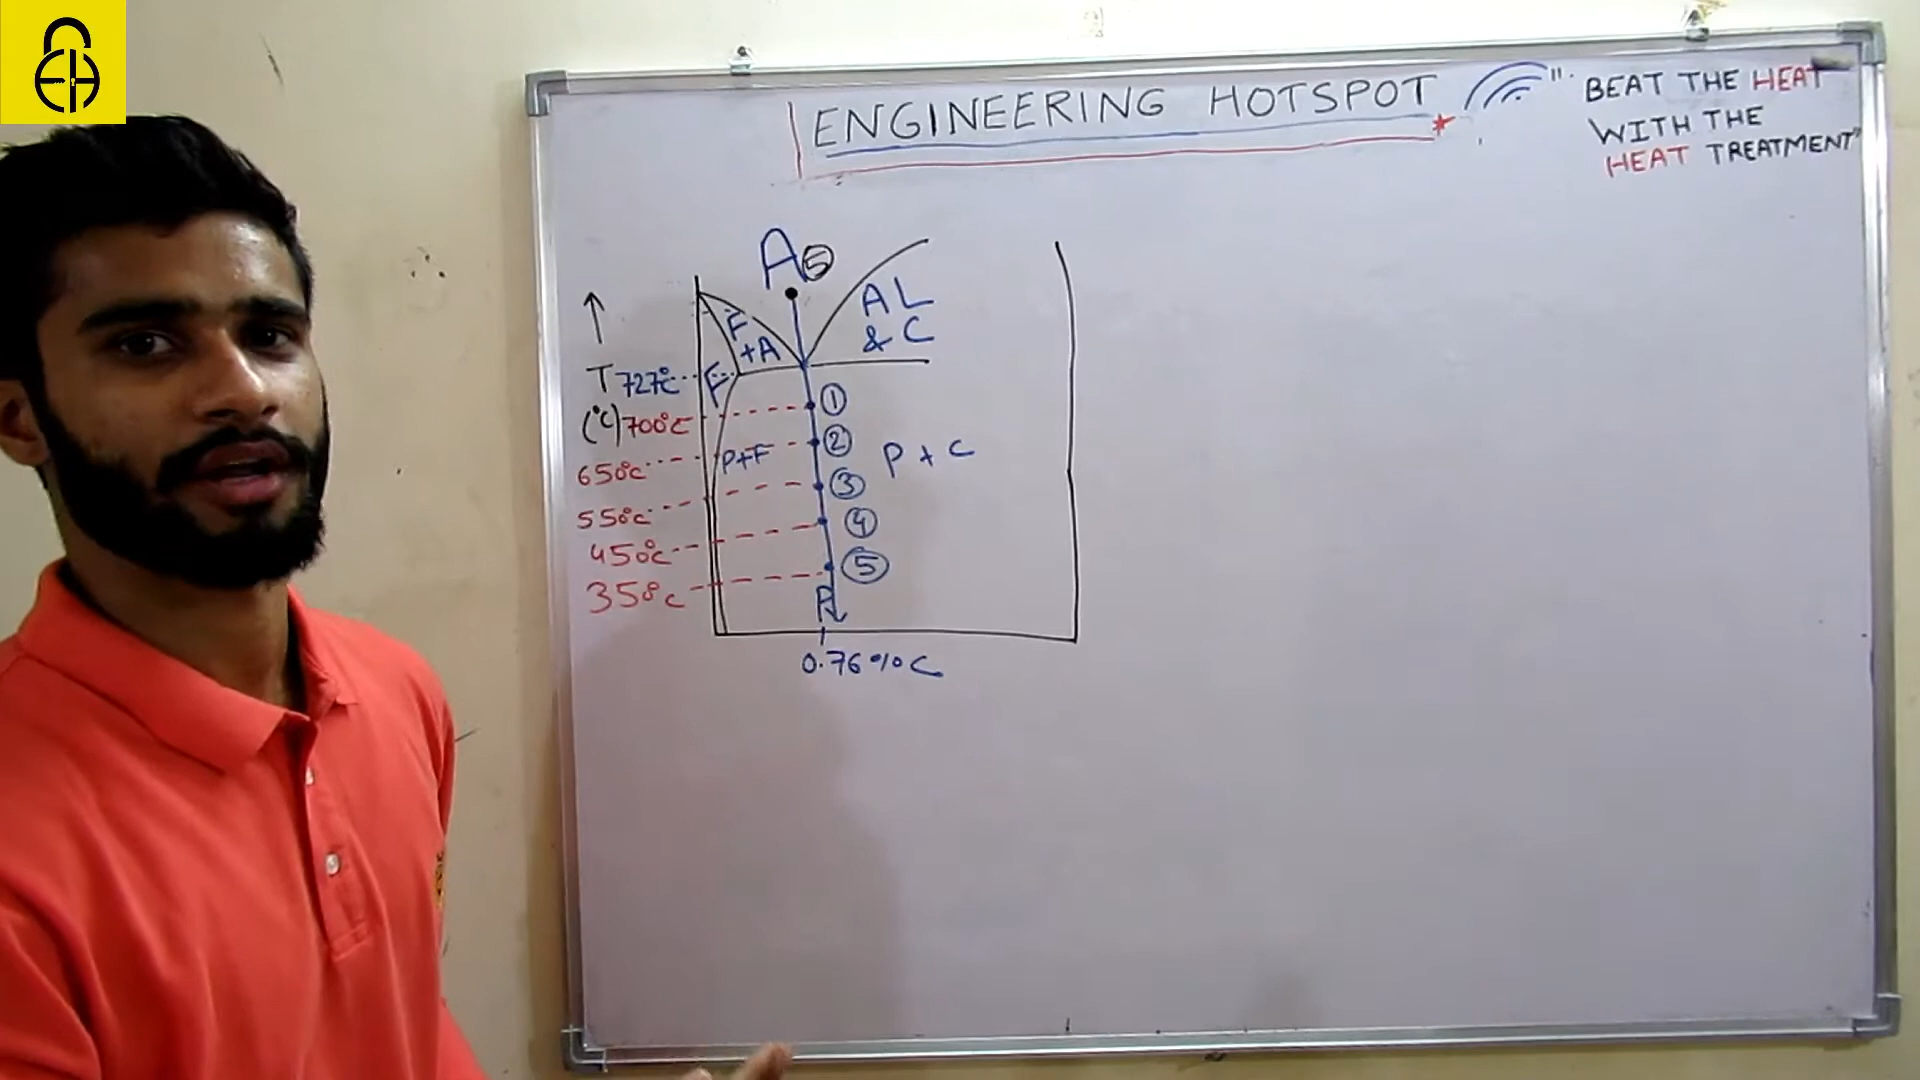 ENGINEERING HOTSPOT
". BEAT THE HEAT
WITH THE
HEAT TREATMENT"
A 5
F
+A
A L
& C
T 727°C
F
(°C) 700°C
1
650°C
P+F
2
P + C
550°C
3
450°C
4
350°C
5
P
0.76%C